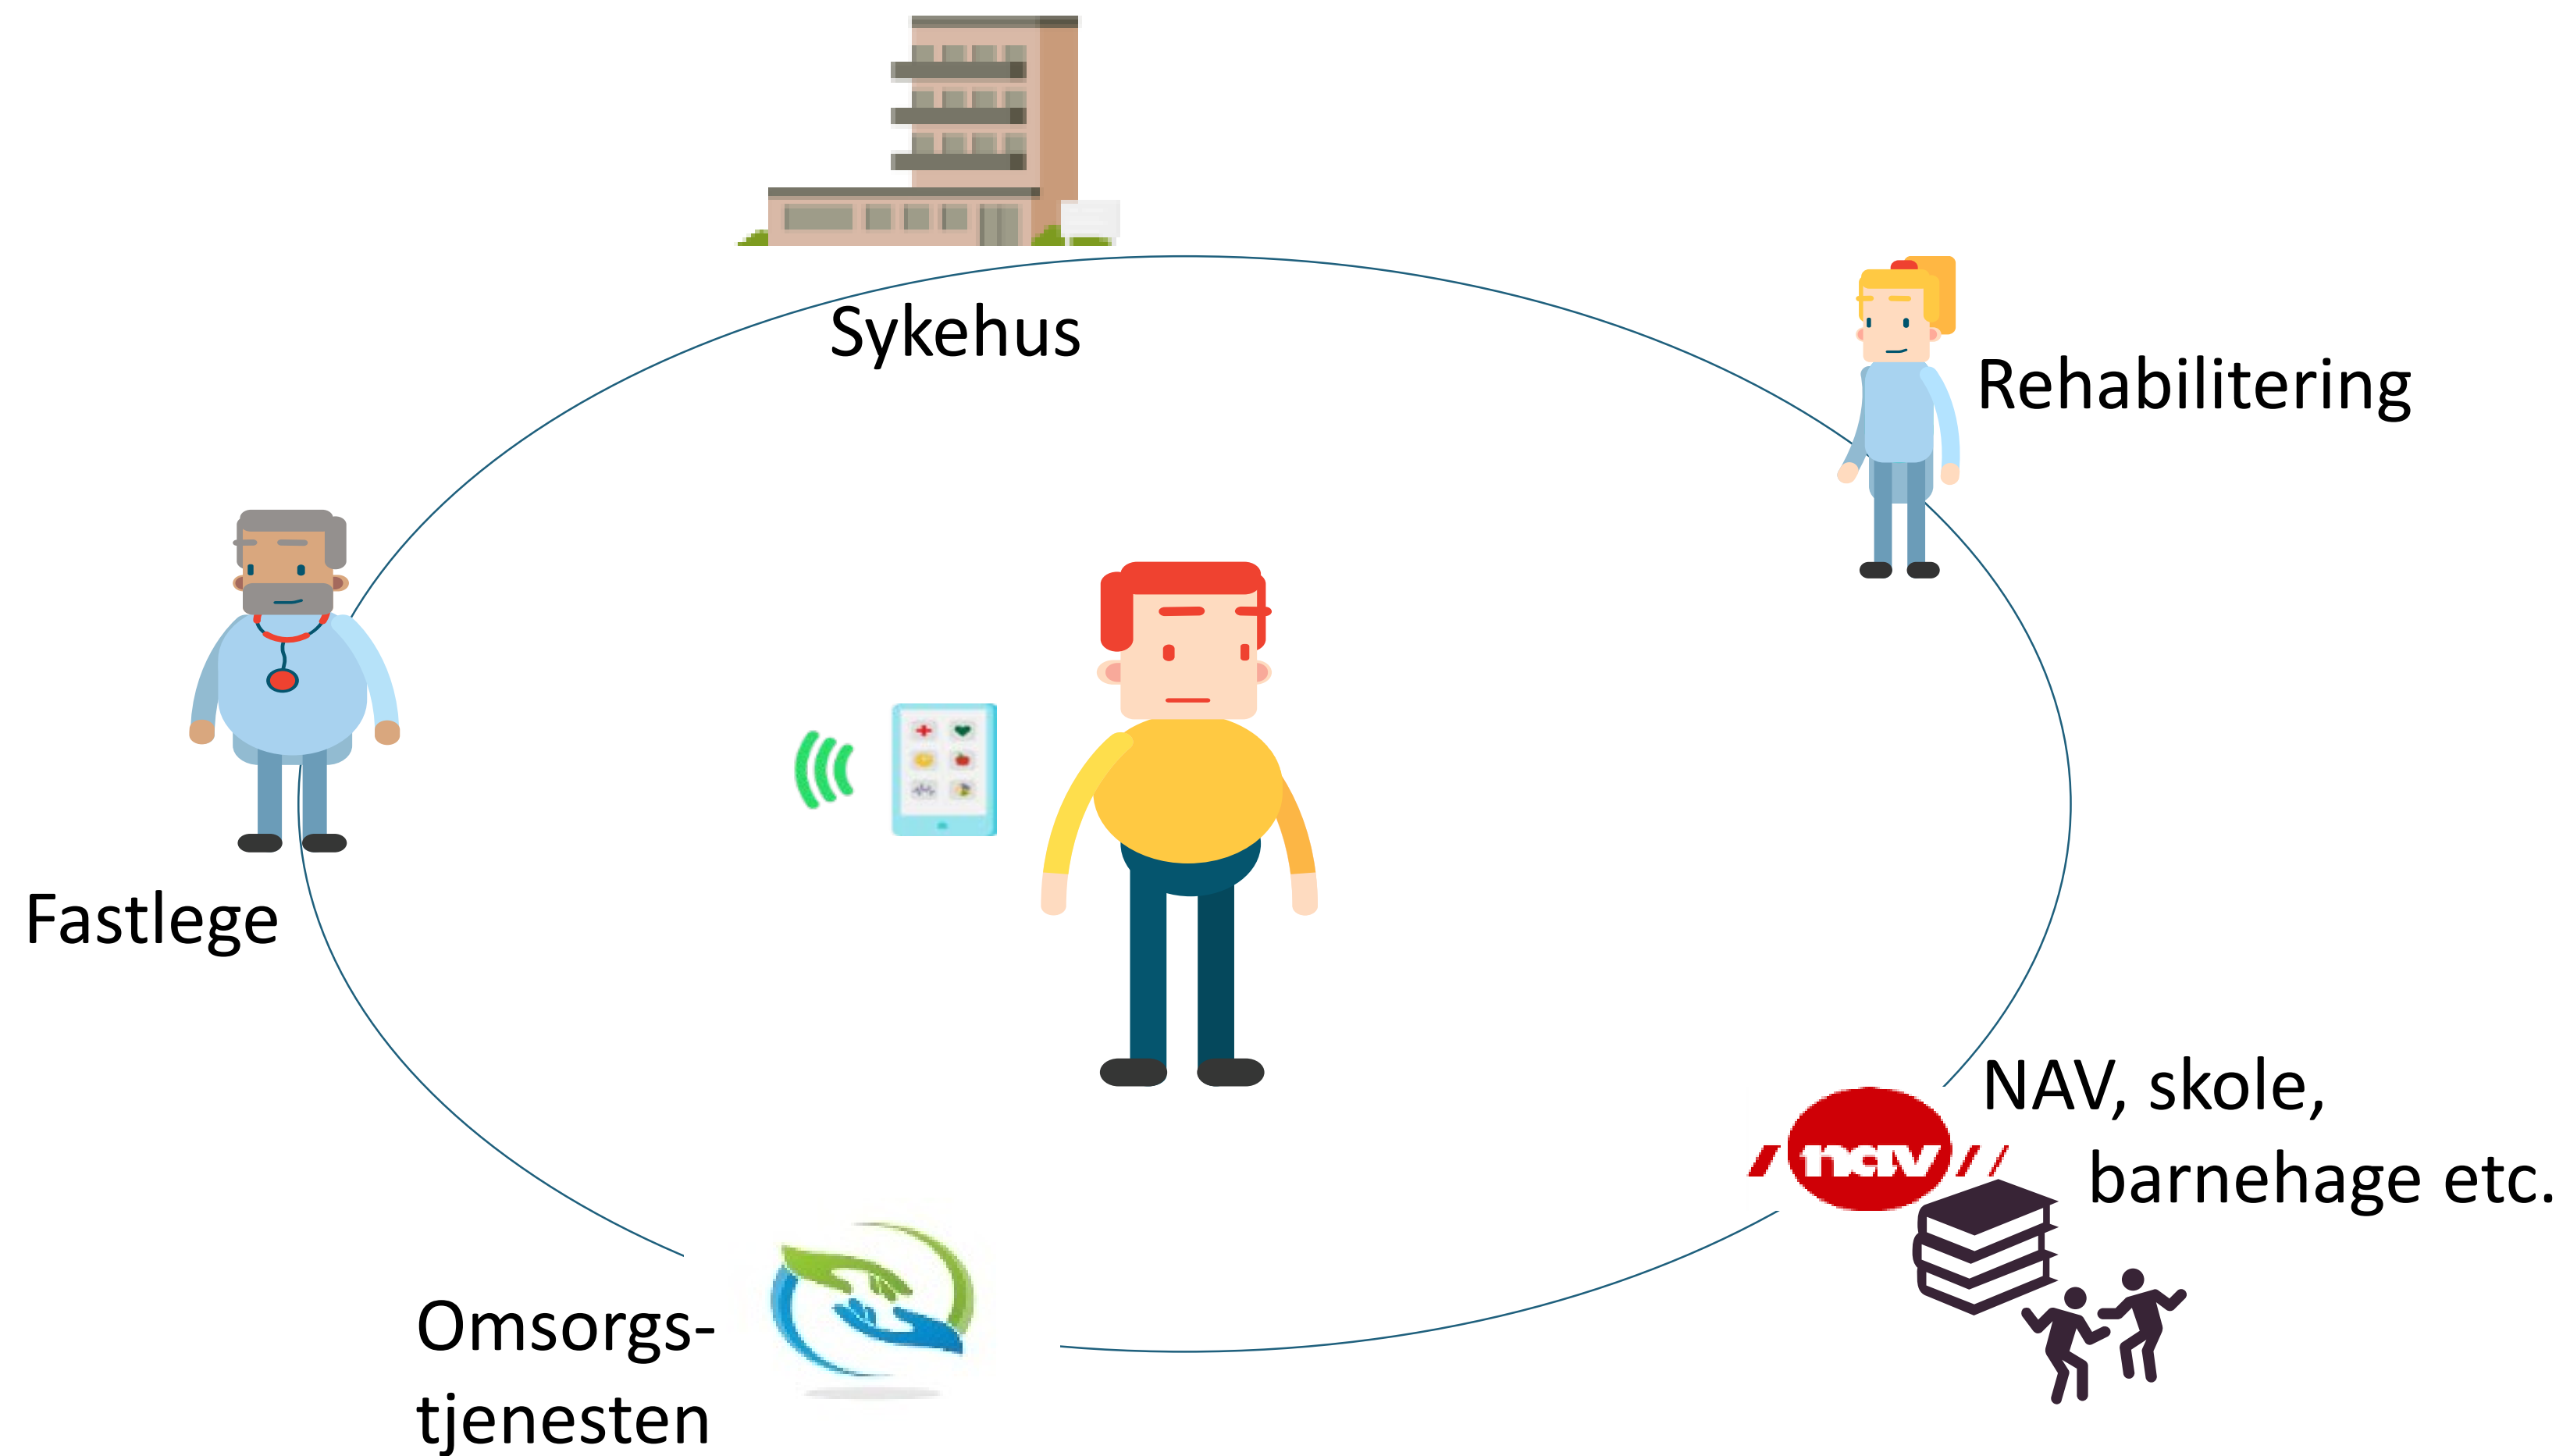 Sykehus
Rehabilitering
Fastlege
NAV, skole,
barnehage etc.
nav
Omsorgs-
tjenesten